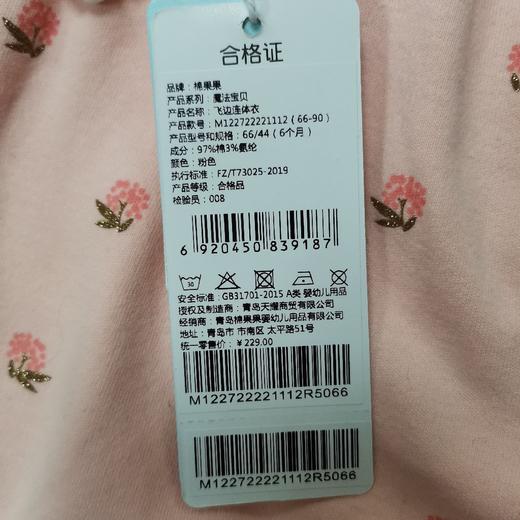 合格证
品牌：棉果果
产品系列：魔法宝贝
产品名称：飞边连体衣
产品款号：M122722221112(66-90)
产品型号和规格：66/44(6个月)
成分：97%棉3%氨纶
颜色：粉色
执行标准：FZ/T73025-2019
产品等级：合格品
检验员：008
6 920450 839187
30
安全标准：GB31701-2015 A类 婴幼儿用品
授权及制造商：青岛天耀商贸有限公司
经销商：青岛棉果果婴幼儿用品有限公司
地址：青岛市 市南区 太平路51号
统一零售价：¥229.00
M122722221112R5066
M122722221112R5066